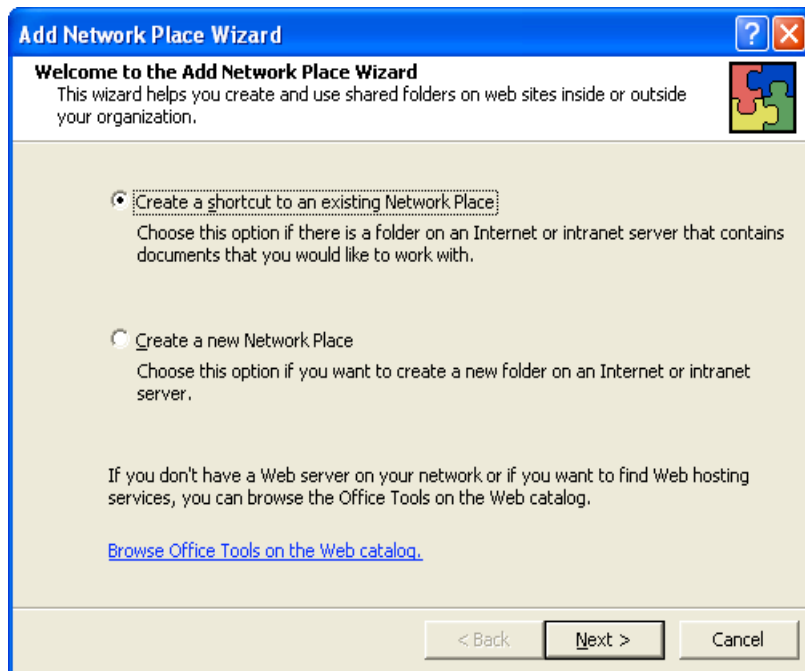 Add Network Place Wizard
?
Welcome to the Add Network Place Wizard
This wizard helps you create and use shared folders on web sites inside or outside
your organization.
Create a shortcut to an existing Network Place
Choose this option if there is a folder on an Internet or intranet server that contains
documents that you would like to work with.
Create a new Network Place
Choose this option if you want to create a new folder on an Internet or intranet
server.
If you don't have a Web server on your network or if you want to find Web hosting
services, you can browse the Office Tools on the Web catalog.
Browse Office Tools on the Web catalog.
< Back Next > Cancel